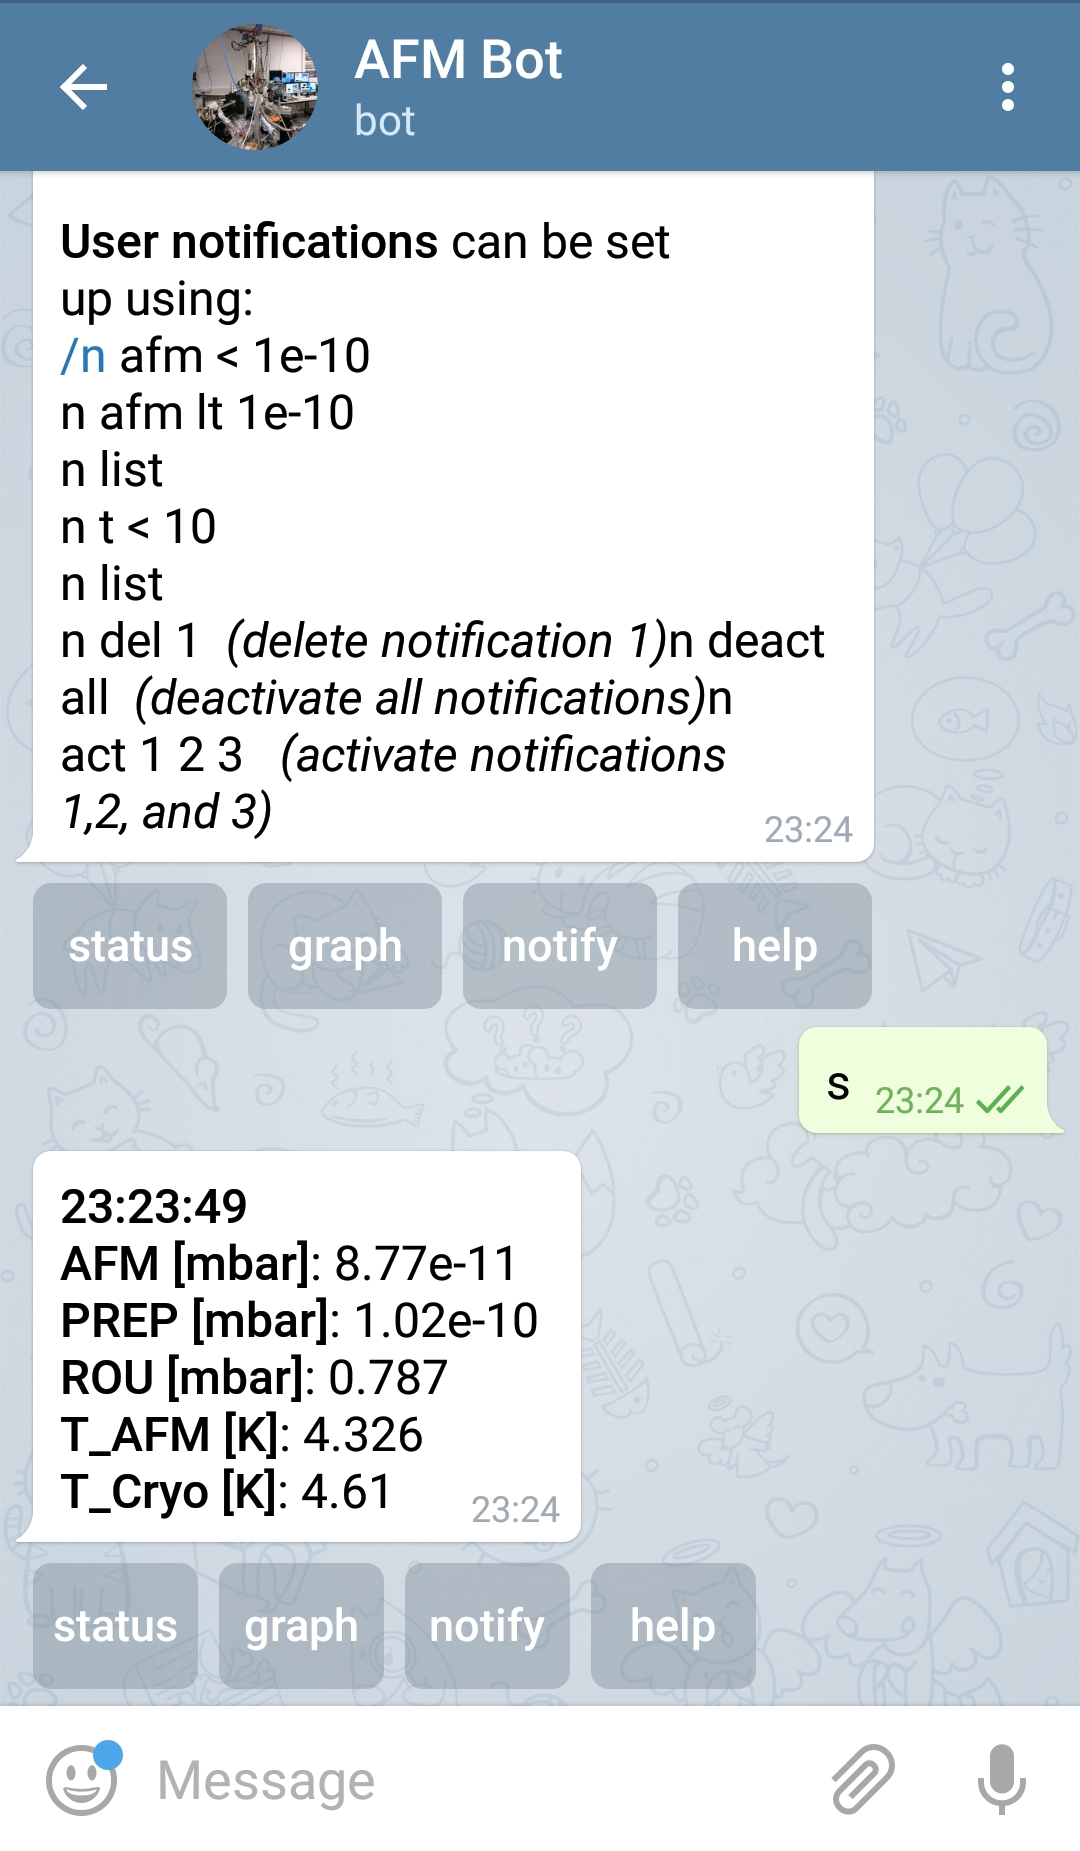 AFM Bot
bot
User notifications can be set
up using:
/n afm < 1e-10
n afm lt 1e-10
n list
n t < 10
n list
n del 1  (delete notification 1)n deact
all  (deactivate all notifications)n
act 1 2 3   (activate notifications
1,2, and 3)
23:24
status graph notify help
s 23:24
23:23:49
AFM [mbar]: 8.77e-11
PREP [mbar]: 1.02e-10
ROU [mbar]: 0.787
T_AFM [K]: 4.326
T_Cryo [K]: 4.61
23:24
status graph notify help
Message